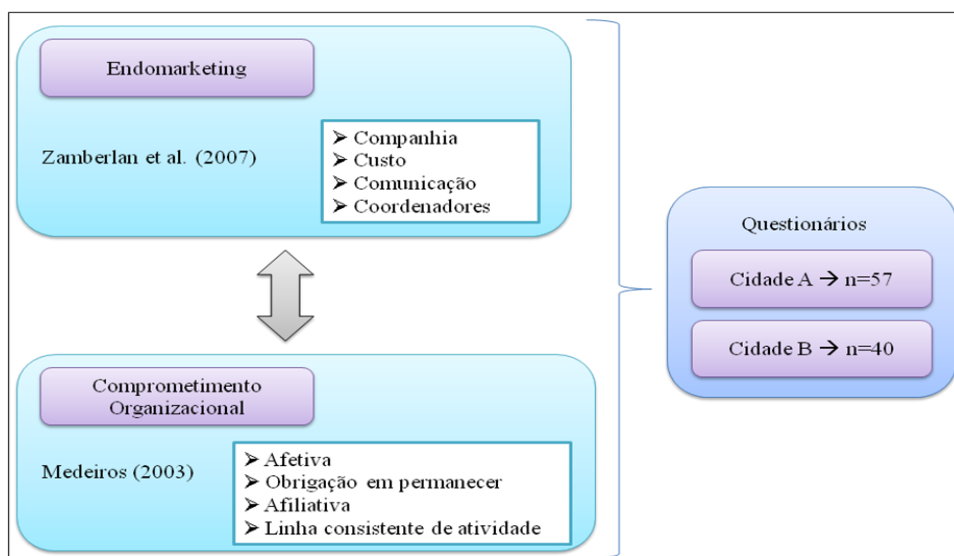 Endomarketing
Zamberlan et al. (2007)
➢ Companhia
➢ Custo
➢ Comunicação
➢ Coordenadores
Comprometimento
Organizacional
Medeiros (2003)
➢ Afetiva
➢ Obrigação em permanecer
➢ Afiliativa
➢ Linha consistente de atividade
Questionários
Cidade A → n=57
Cidade B → n=40